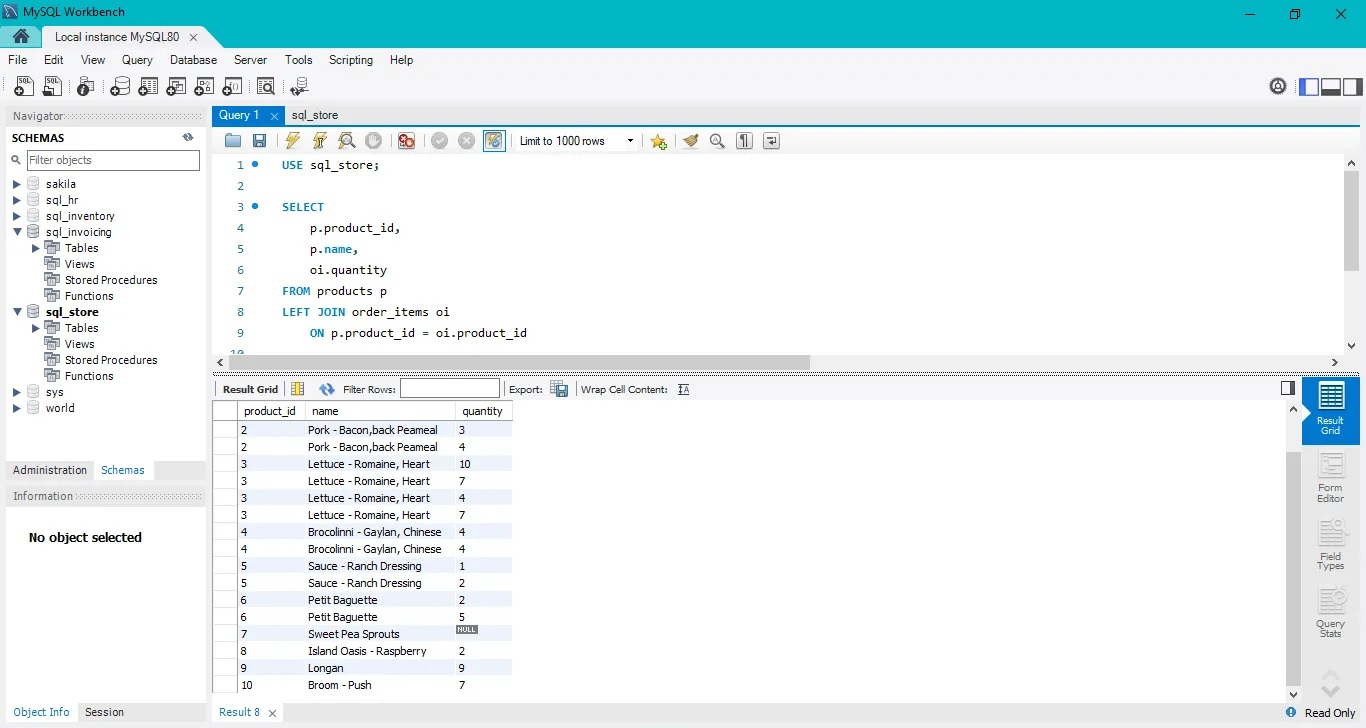 MySQL Workbench
Local instance MySQL80
File Edit View Query Database Server Tools Scripting Help
Navigator
SCHEMAS
Filter objects
sakila
sql_hr
sql_inventory
sql_invoicing
Tables
Views
Stored Procedures
Functions
sql_store
Tables
Views
Stored Procedures
Functions
sys
world
Administration Schemas
Information
No object selected
Object Info Session
Query 1 sql_store
Limit to 1000 rows
1 USE sql_store;
2
3 SELECT
4 p.product_id,
5 p.name,
6 oi.quantity
7 FROM products p
8 LEFT JOIN order_items oi
9 ON p.product_id = oi.product_id
10
Result Grid Filter Rows: Export: Wrap Cell Content:
product_id name quantity
2 Pork - Bacon,back Peameal 3
2 Pork - Bacon,back Peameal 4
3 Lettuce - Romaine, Heart 10
3 Lettuce - Romaine, Heart 7
3 Lettuce - Romaine, Heart 4
3 Lettuce - Romaine, Heart 7
4 Brocolinni - Gaylan, Chinese 4
4 Brocolinni - Gaylan, Chinese 4
5 Sauce - Ranch Dressing 1
5 Sauce - Ranch Dressing 2
6 Petit Baguette 2
6 Petit Baguette 5
7 Sweet Pea Sprouts NULL
8 Island Oasis - Raspberry 2
9 Longan 9
10 Broom - Push 7
Result 8
Result
Grid
Form
Editor
Field
Types
Query
Stats
Read Only